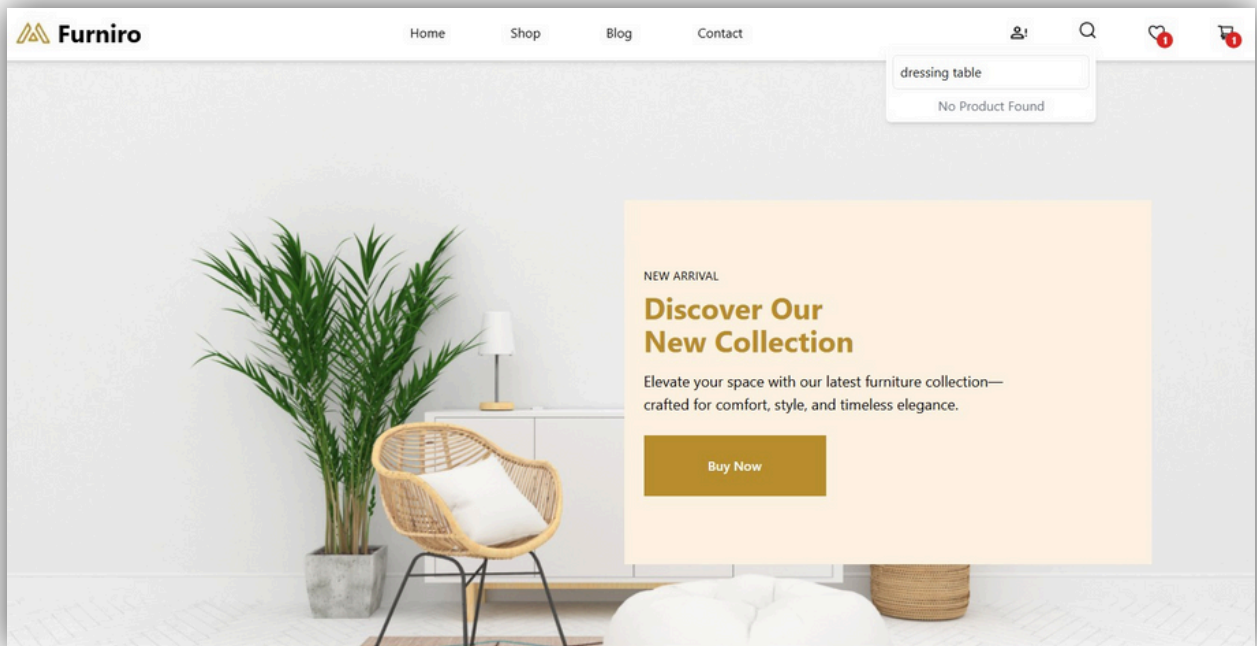 Furniro
Home
Shop
Blog
Contact
1
1
dressing table
No Product Found
NEW ARRIVAL
Discover Our
New Collection
Elevate your space with our latest furniture collection—
crafted for comfort, style, and timeless elegance.
Buy Now